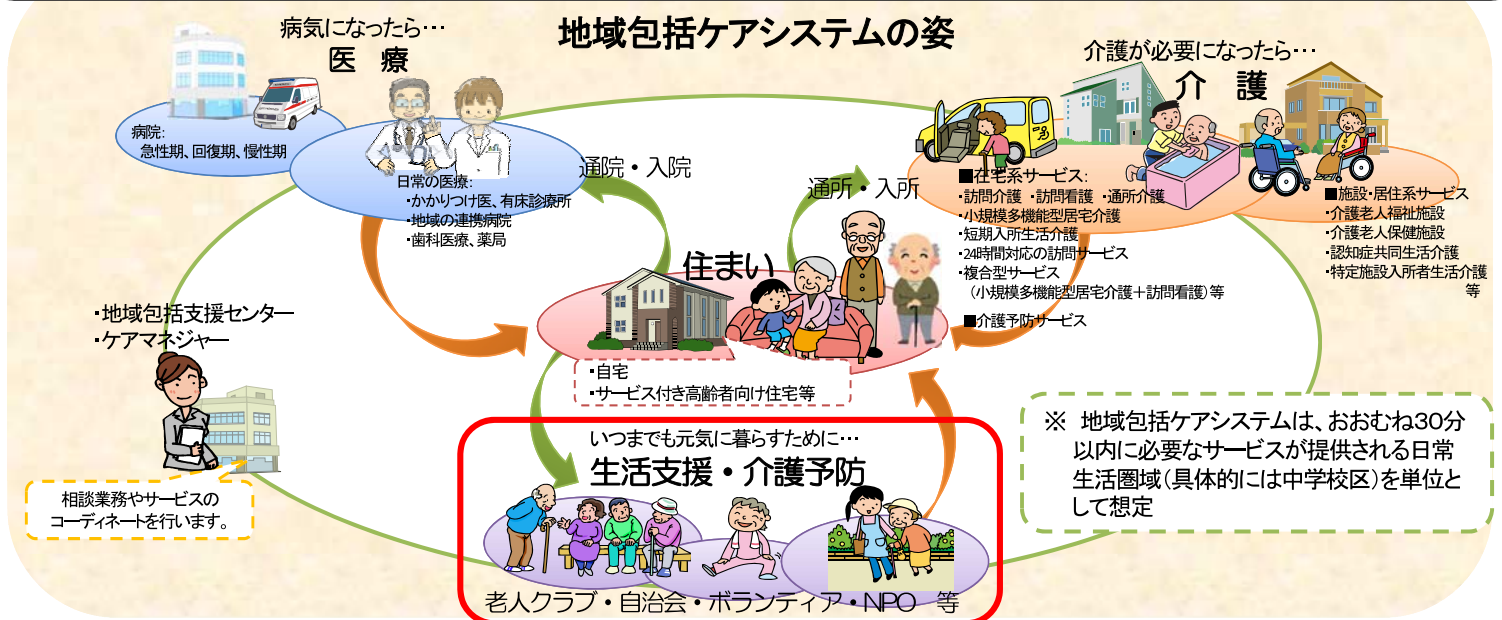 地域包括ケアシステムの姿
病気になったら…
医 療
病院:
急性期、回復期、慢性期
日常の医療:
・かかりつけ医、有床診療所
・地域の連携病院
・歯科医療、薬局
通院・入院
通所・入所
介護が必要になったら…
介 護
■在宅系サービス:
・訪問介護 ・訪問看護 ・通所介護
・小規模多機能型居宅介護
・短期入所生活介護
・24時間対応の訪問サービス
・複合型サービス
(小規模多機能型居宅介護+訪問看護)等
■介護予防サービス
■施設・居住系サービス
・介護老人福祉施設
・介護老人保健施設
・認知症共同生活介護
・特定施設入所者生活介護
等
住まい
・自宅
・サービス付き高齢者向け住宅等
・地域包括支援センター
・ケアマネジャー
相談業務やサービスの
コーディネートを行います。
いつまでも元気に暮らすために…
生活支援・介護予防
老人クラブ・自治会・ボランティア・NPO 等
※ 地域包括ケアシステムは、おおむね30分
以内に必要なサービスが提供される日常
生活圏域(具体的には中学校区)を単位と
して想定